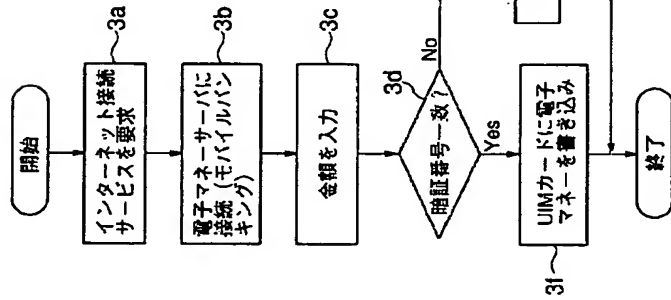 開始
インターネット接続
サービスを要求
3a
電子マネーサーバに
接続(モバイルバン
キング)
3b
金額を入力
3c
暗証番号一致?
3d
No
Yes
UIMカードに電子
マネーを書き込み
3f
終了